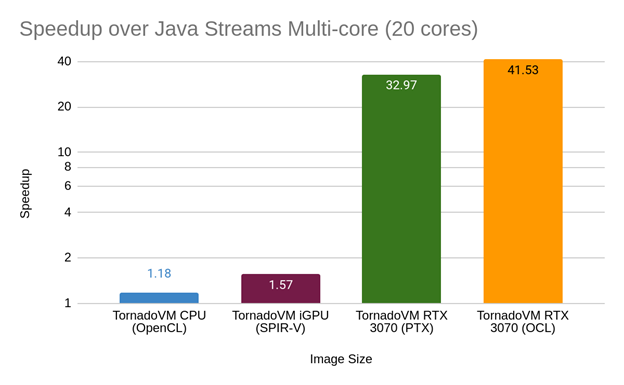 Speedup over Java Streams Multi-core (20 cores)
40
20
10
8
6
4
2
1
Speedup
1.18
1.57
32.97
41.53
TornadoVM CPU
(OpenCL)
TornadoVM iGPU
(SPIR-V)
TornadoVM RTX
3070 (PTX)
TornadoVM RTX
3070 (OCL)
Image Size